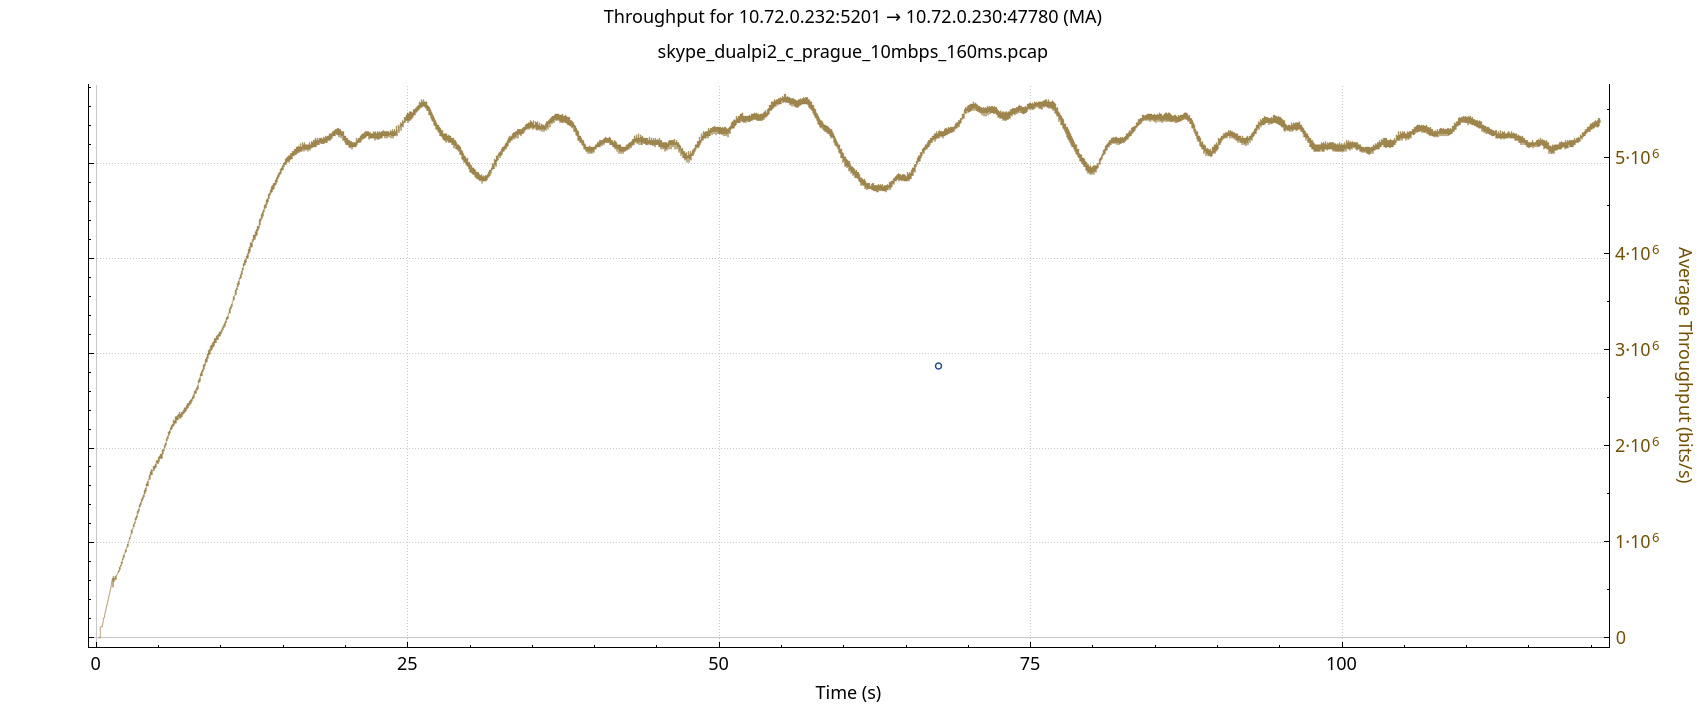 Throughput for 10.72.0.232:5201 → 10.72.0.230:47780 (MA)
skype_dualpi2_c_prague_10mbps_160ms.pcap
5·10⁶
4·10⁶
3·10⁶
2·10⁶
1·10⁶
0
Average Throughput (bits/s)
0 25 50 75 100
Time (s)